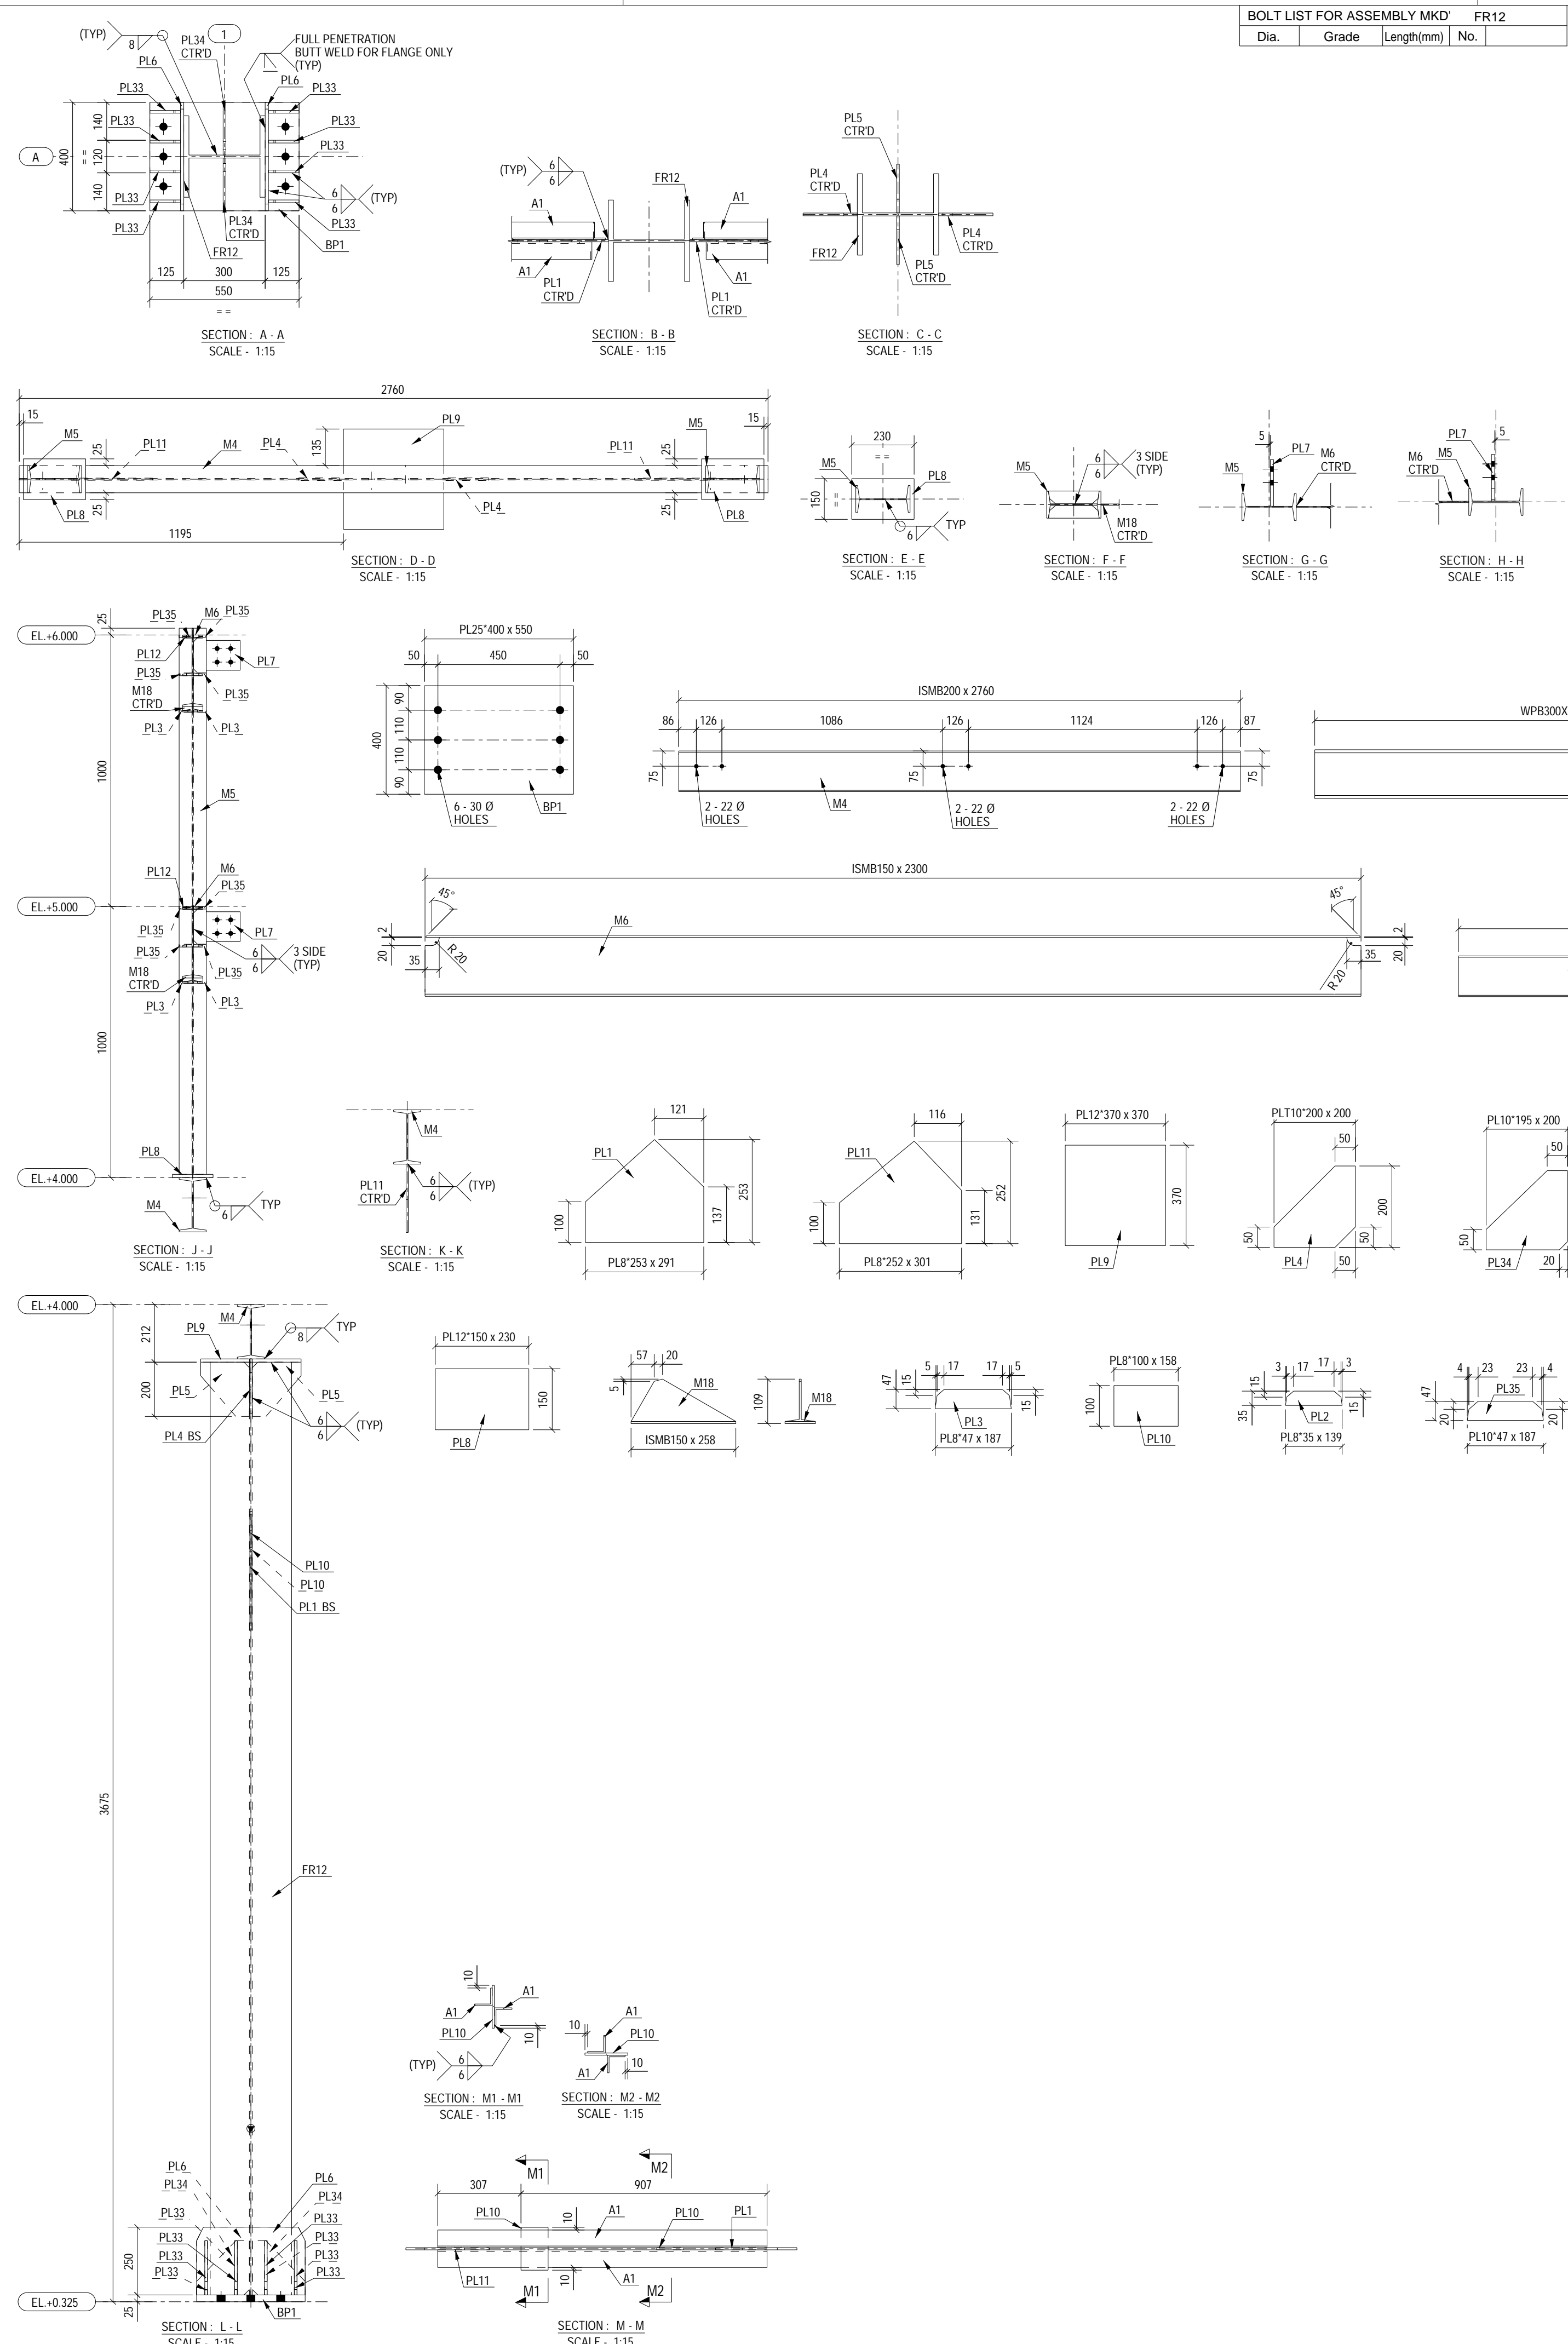 BOLT LIST FOR ASSEMBLY MKD' FR12
Dia. Grade Length(mm) No.
(TYP)
8
PL34
CTR'D
1
FULL PENETRATION
BUTT WELD FOR FLANGE ONLY
(TYP)
PL6
PL6
PL33
PL33
PL33
PL33
PL33
PL33
PL33
PL33
A
400
= =
140
120
140
6
6
(TYP)
PL34
CTR'D
BP1
FR12
125
300
125
550
= =
SECTION : A - A
SCALE - 1:15
(TYP)
6
6
FR12
A1
A1
A1
A1
PL1
CTR'D
PL1
CTR'D
SECTION : B - B
SCALE - 1:15
PL5
CTR'D
PL4
CTR'D
PL4
CTR'D
FR12
PL5
CTR'D
SECTION : C - C
SCALE - 1:15
2760
15
15
M5
PL11
M4
PL4
135
PL9
PL11
M5
25
25
25
25
PL8
PL4
PL8
1195
SECTION : D - D
SCALE - 1:15
230
= =
M5
PL8
150
= =
6
TYP
SECTION : E - E
SCALE - 1:15
6
6
3 SIDE
(TYP)
M5
M18
CTR'D
SECTION : F - F
SCALE - 1:15
5
PL7
M6
CTR'D
M5
SECTION : G - G
SCALE - 1:15
5
PL7
M6
CTR'D
M5
SECTION : H - H
SCALE - 1:15
25
PL35
M6
PL35
EL.+6.000
PL12
PL7
PL35
PL35
M18
CTR'D
PL3
PL3
1000
M5
PL12
M6
PL35
EL.+5.000
PL35
PL7
PL35
PL35
6
6
3 SIDE
(TYP)
M18
CTR'D
PL3
PL3
1000
PL8
EL.+4.000
6
TYP
M4
SECTION : J - J
SCALE - 1:15
PL25*400 x 550
50
450
50
400
90
110
110
90
6 - 30 Ø
HOLES
BP1
ISMB200 x 2760
86
126
1086
126
1124
126
87
75
75
75
2 - 22 Ø
HOLES
M4
2 - 22 Ø
HOLES
2 - 22 Ø
HOLES
WPB300X
ISMB150 x 2300
45°
45°
2
20
R 20
35
M6
2
20
R 20
35
M4
PL11
CTR'D
6
6
(TYP)
SECTION : K - K
SCALE - 1:15
121
PL1
100
137
253
PL8*253 x 291
116
PL11
100
131
252
PL8*252 x 301
PL12*370 x 370
370
PL9
PLT10*200 x 200
50
200
50
50
PL4
50
PL10*195 x 200
50
50
PL34
20
EL.+4.000
M4
PL9
8
TYP
212
200
PL5
PL5
PL4 BS
6
6
(TYP)
PL12*150 x 230
150
PL8
57
20
5
M18
ISMB150 x 258
109
M18
5
17
17
5
47
15
15
PL3
PL8*47 x 187
PL8*100 x 158
100
PL10
3
17
17
3
15
35
15
PL2
PL8*35 x 139
4
23
23
4
47
20
20
PL35
PL10*47 x 187
PL10
PL10
PL1 BS
3675
FR12
10
A1
A1
PL10
10
(TYP)
6
6
SECTION : M1 - M1
SCALE - 1:15
A1
10
PL10
10
A1
SECTION : M2 - M2
SCALE - 1:15
PL6
PL6
PL34
PL34
PL33
PL33
PL33
PL33
PL33
PL33
PL33
PL33
250
EL.+0.325
25
BP1
SECTION : L - L
SCALE - 1:15
M1
M2
307
907
PL10
10
A1
PL10
PL1
PL11
10
A1
M1
M2
SECTION : M - M
SCALE - 1:15